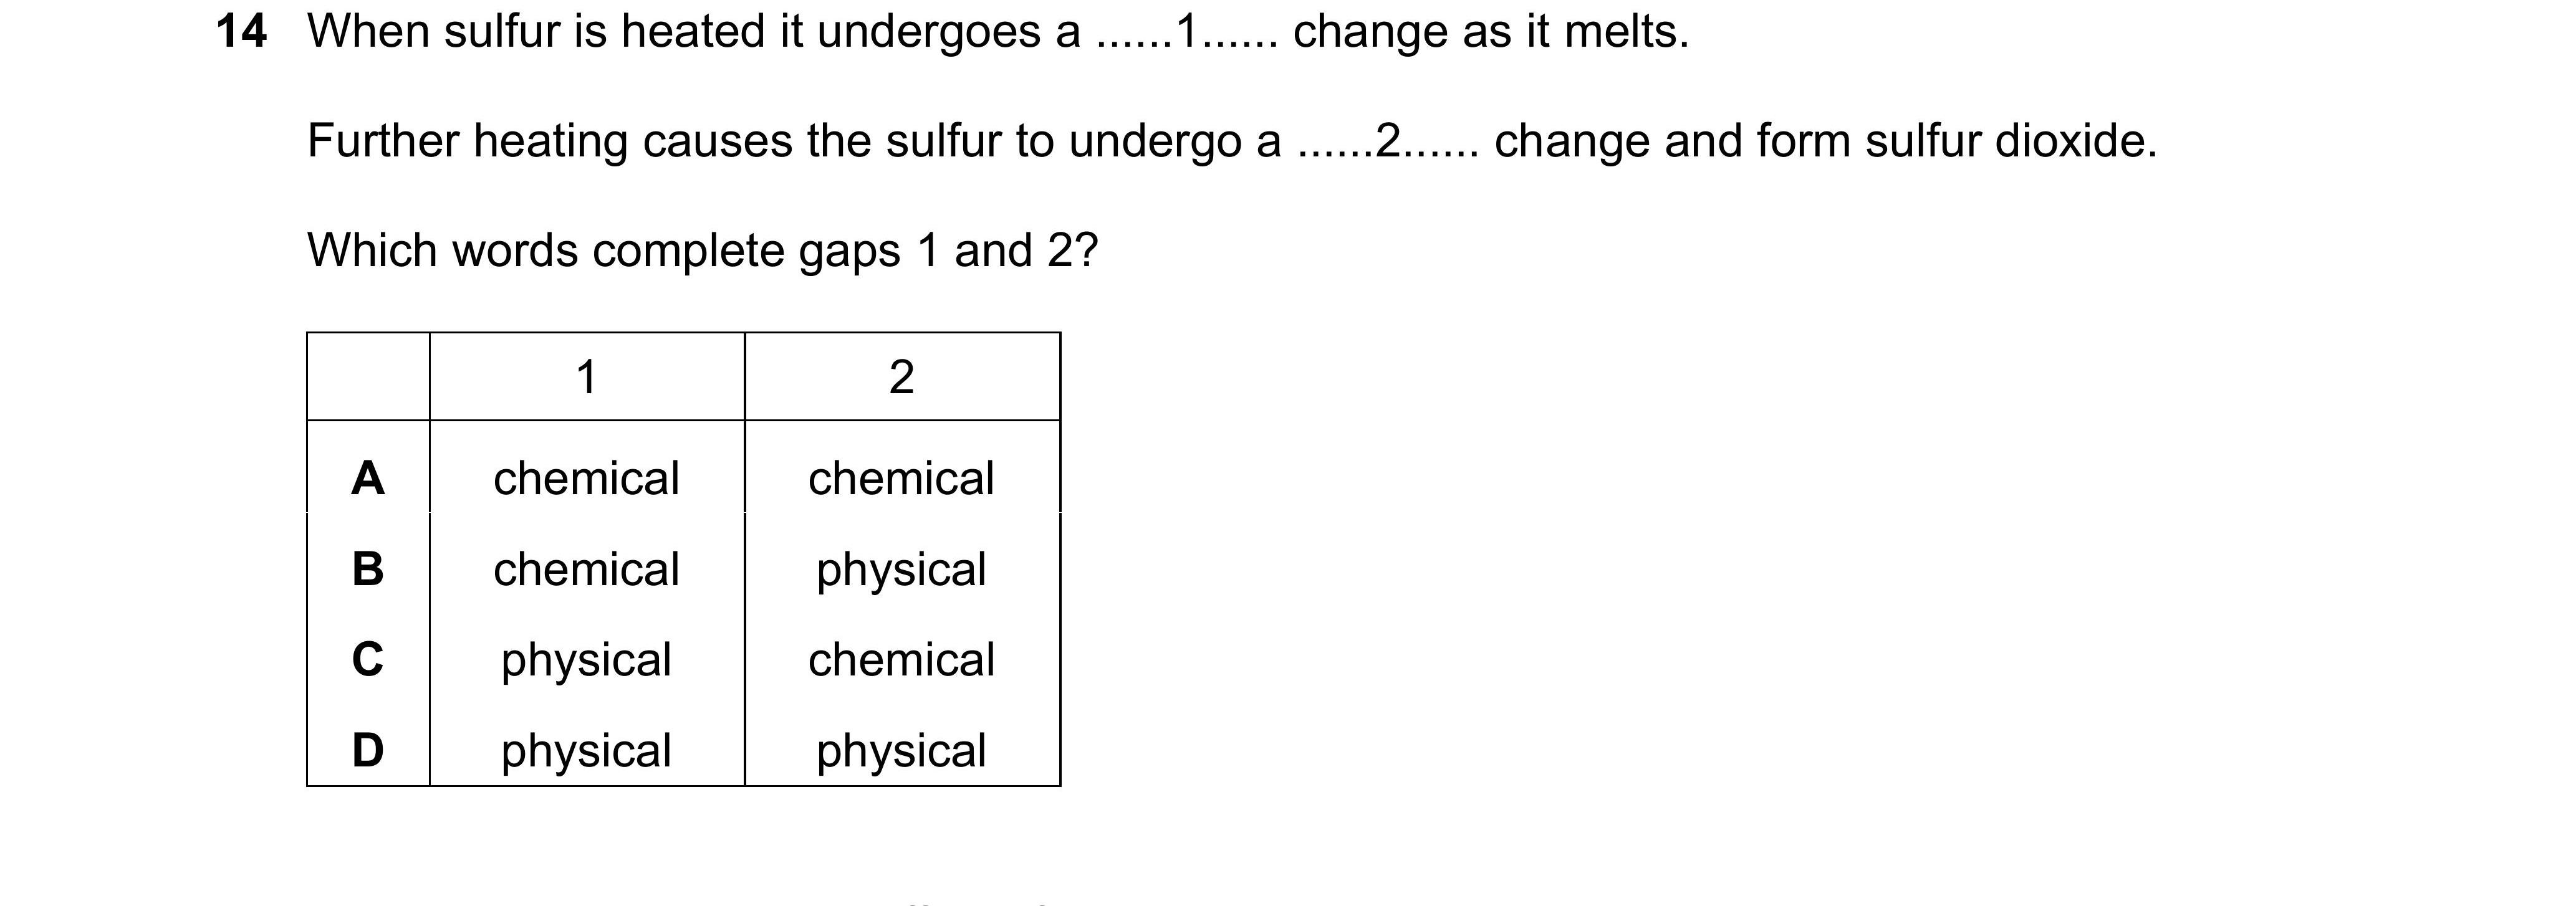 14 When sulfur is heated it undergoes a ......1...... change as it melts.
Further heating causes the sulfur to undergo a ......2...... change and form sulfur dioxide.
Which words complete gaps 1 and 2?
1 2
A chemical chemical
B chemical physical
C physical chemical
D physical physical